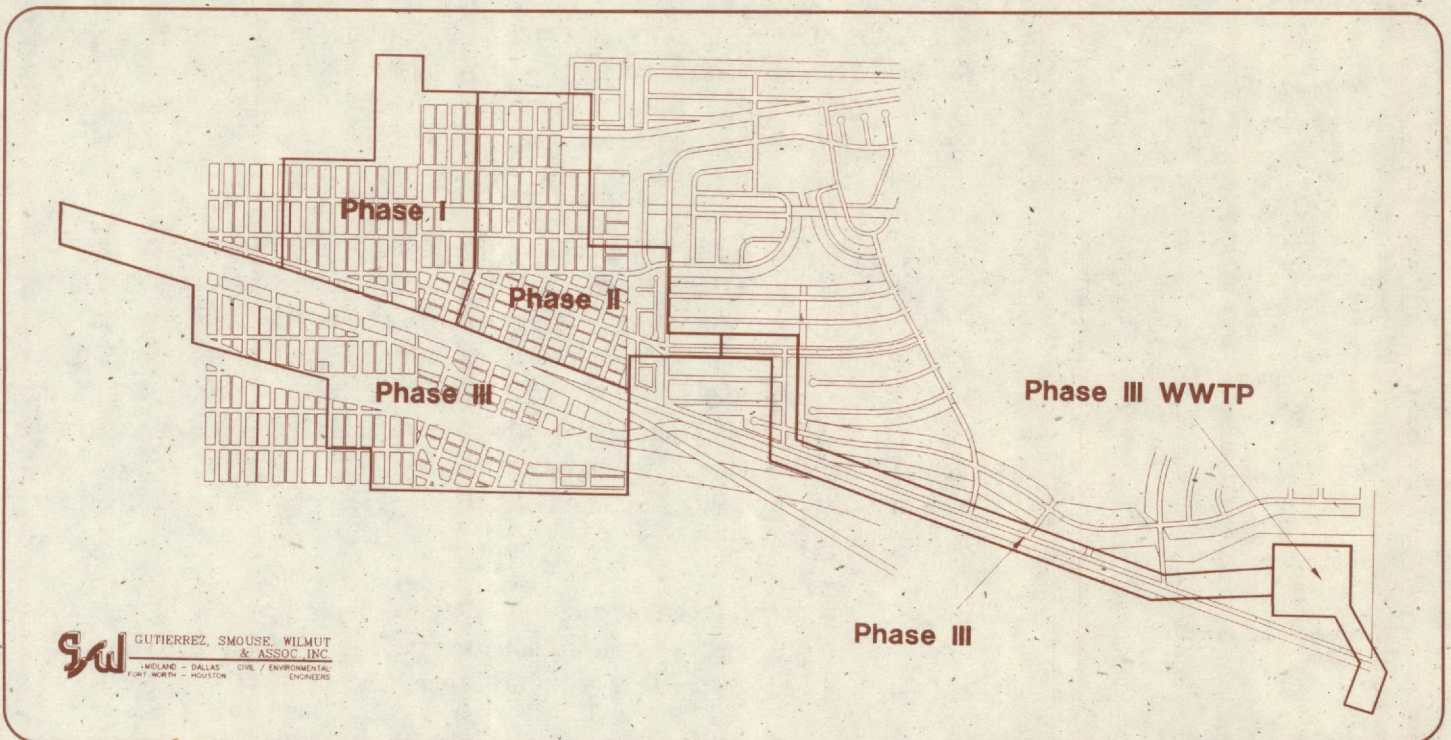 Phase I
Phase II
Phase III
Phase III WWTP
Phase III
GSW
GUTIERREZ, SMOUSE, WILMUT
& ASSOC., INC.
MIDLAND - DALLAS CIVIL / ENVIRONMENTAL
FORT WORTH - HOUSTON ENGINEERS